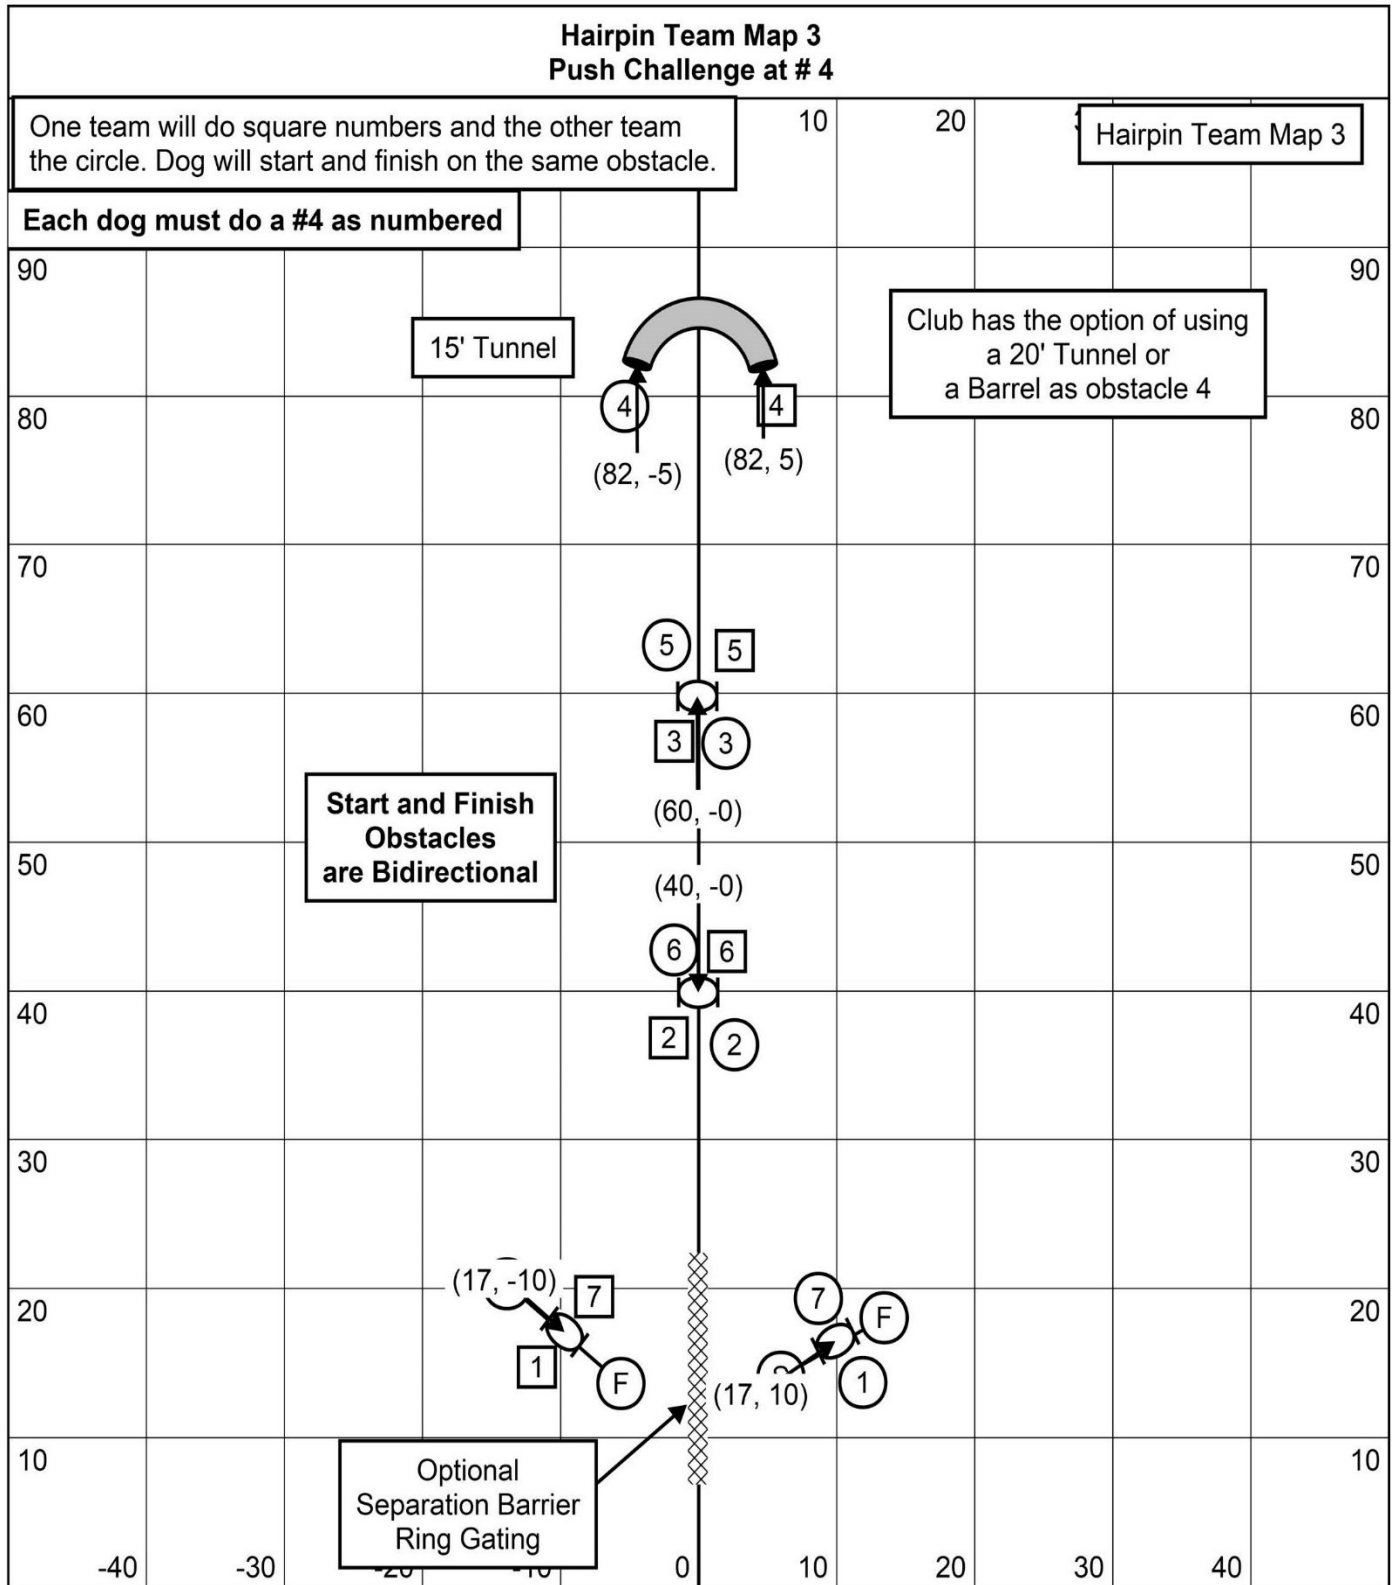 Hairpin Team Map 3
Push Challenge at # 4
One team will do square numbers and the other team
the circle. Dog will start and finish on the same obstacle.
10
20
Hairpin Team Map 3
Each dog must do a #4 as numbered
90
90
15' Tunnel
Club has the option of using
a 20' Tunnel or
a Barrel as obstacle 4
4
4
80
80
(82, -5)
(82, 5)
70
70
5
5
60
60
3
3
Start and Finish
Obstacles
are Bidirectional
(60, -0)
50
50
(40, -0)
6
6
40
40
2
2
30
30
(17, -10)
7
7
F
20
20
1
F
(17, 10)
1
10
10
Optional
Separation Barrier
Ring Gating
-40
-30
-20
-10
0
10
20
30
40